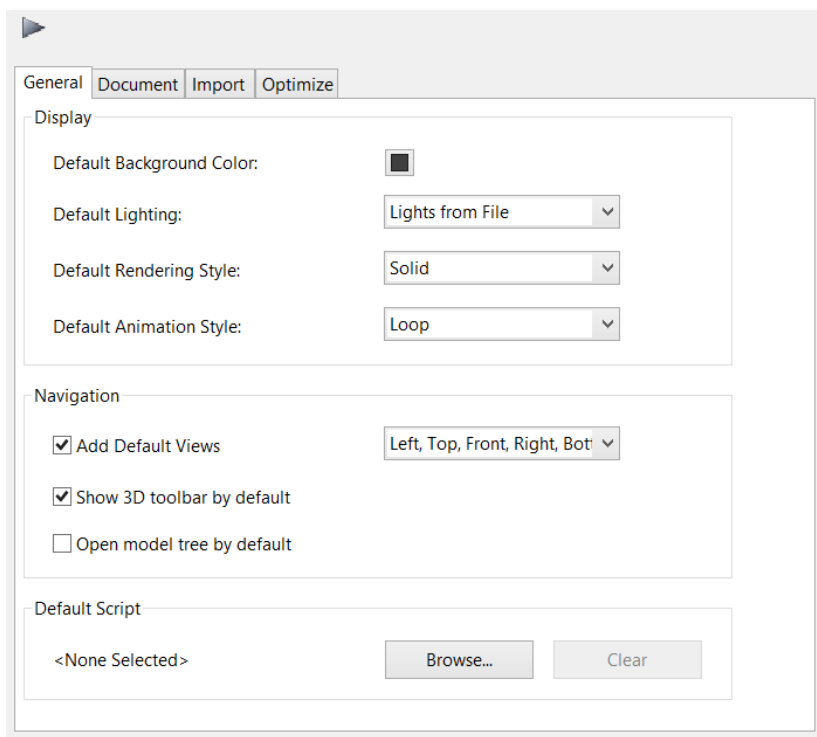 General Document Import Optimize
Display
Default Background Color:
Default Lighting: Lights from File
Default Rendering Style: Solid
Default Animation Style: Loop
Navigation
Add Default Views Left, Top, Front, Right, Bott
Show 3D toolbar by default
Open model tree by default
Default Script
<None Selected> Browse... Clear